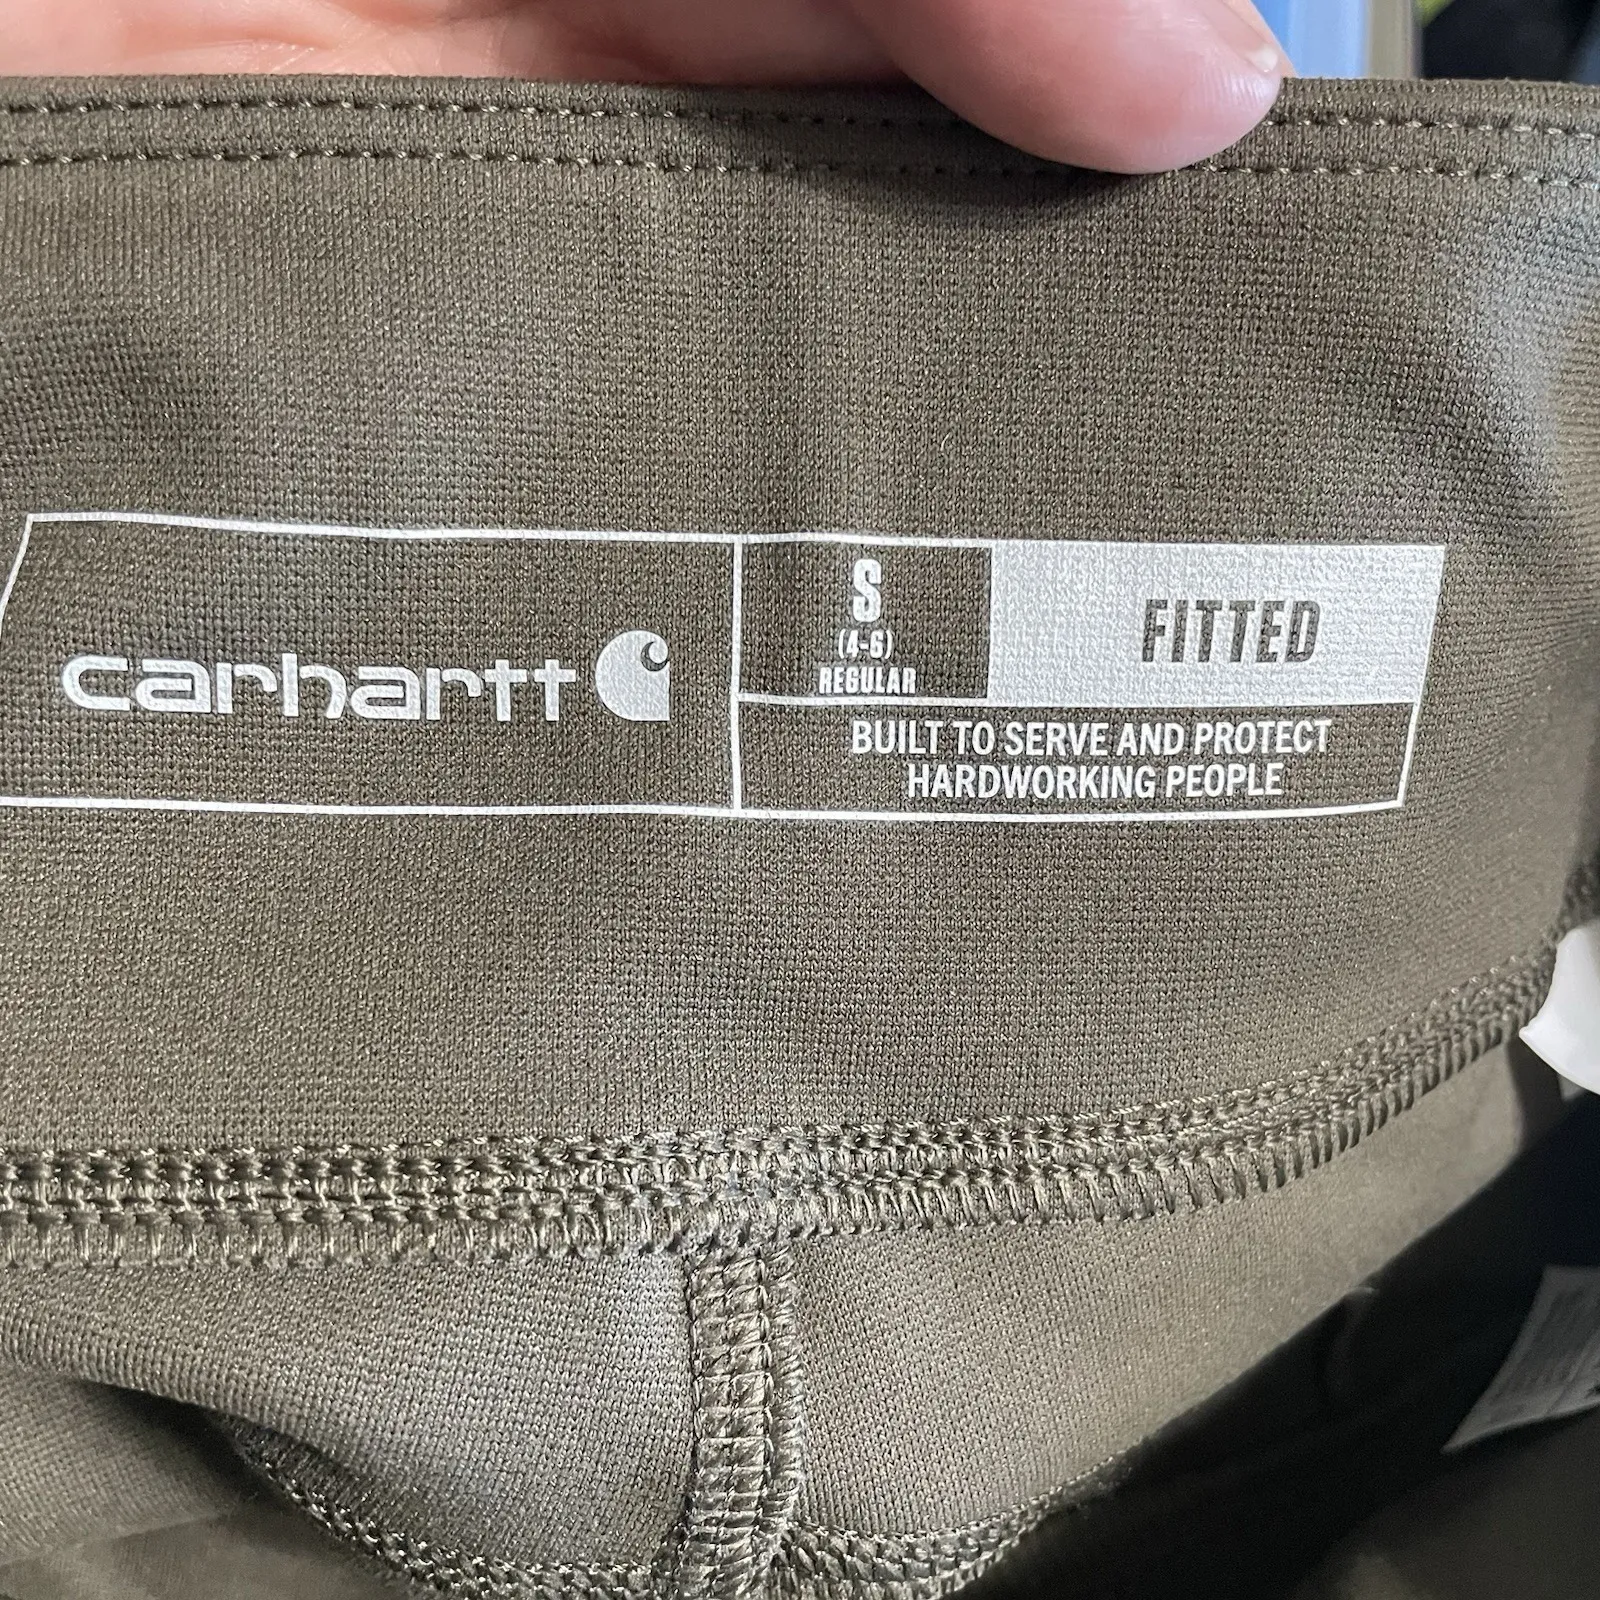 carhartt
S
(4-6)
REGULAR
FITTED
BUILT TO SERVE AND PROTECT
HARDWORKING PEOPLE